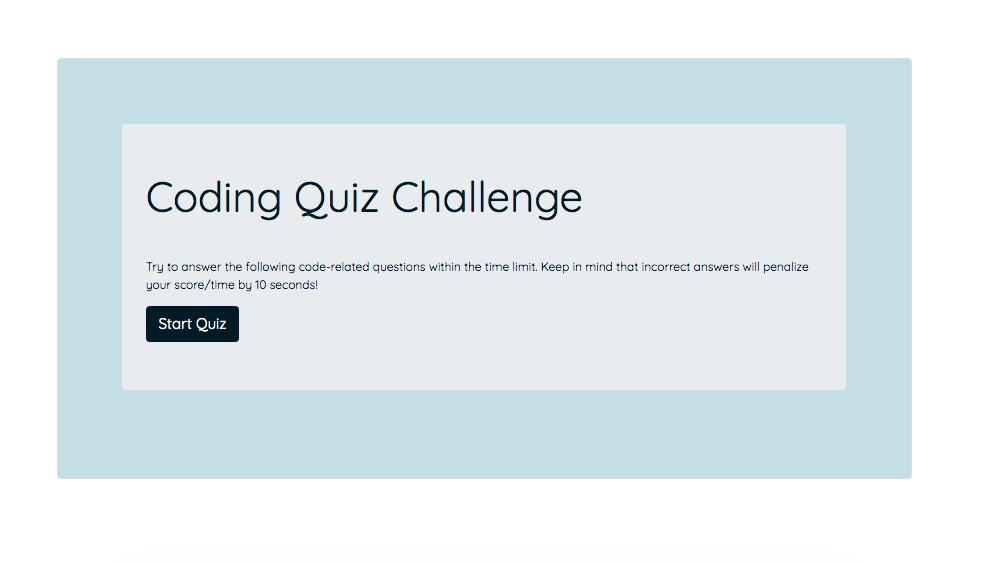 Coding Quiz Challenge
Try to answer the following code-related questions within the time limit. Keep in mind that incorrect answers will penalize
your score/time by 10 seconds!
Start Quiz